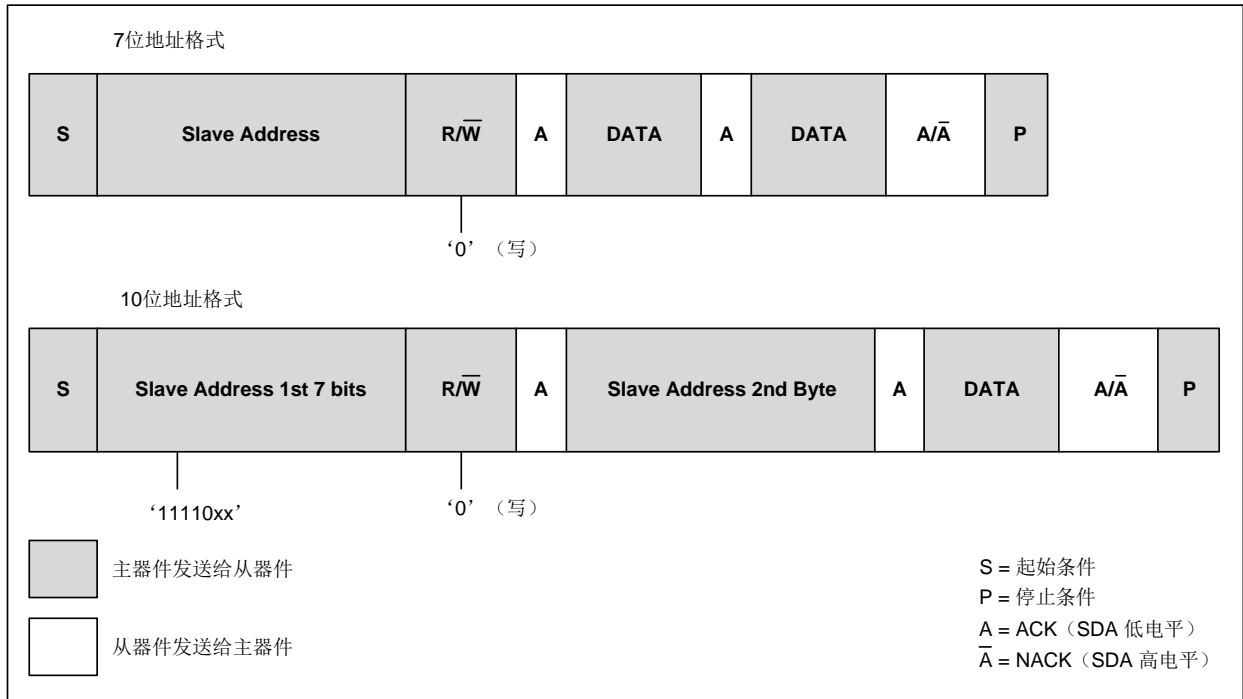 7位地址格式
S Slave Address R/W̅ A DATA A DATA A/A̅ P
‘0’（写）
10位地址格式
S Slave Address 1st 7 bits R/W̅ A Slave Address 2nd Byte A DATA A/A̅ P
‘11110xx’ ‘0’（写）
主器件发送给从器件
从器件发送给主器件
S = 起始条件
P = 停止条件
A = ACK（SDA 低电平）
A̅ = NACK（SDA 高电平）